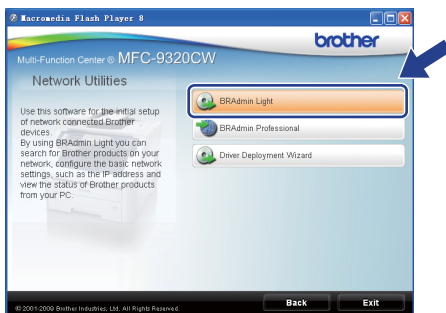 Macromedia Flash Player 8
brother
Multi-Function Center ® MFC-9320CW
Network Utilities
Use this software for the initial setup
of network connected Brother
devices.
By using BRAdmin Light you can
search for Brother products on your
network, configure the basic network
settings, such as the IP address and
view the status of Brother products
from your PC.
BRAdmin Light
BRAdmin Professional
Driver Deployment Wizard
© 2001-2009 Brother Industries, Ltd. All Rights Reserved.
Back
Exit